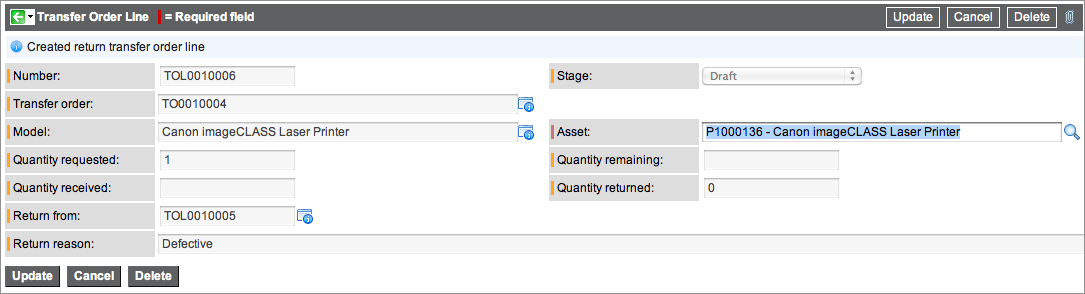 Transfer Order Line = Required field Update Cancel Delete
Created return transfer order line
Number: TOL0010006 Stage: Draft
Transfer order: TO0010004
Model: Canon imageCLASS Laser Printer Asset: P1000136 - Canon imageCLASS Laser Printer
Quantity requested: 1 Quantity remaining:
Quantity received: Quantity returned: 0
Return from: TOL0010005
Return reason: Defective
Update Cancel Delete